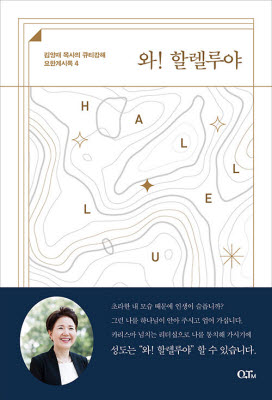 김양재 목사의 큐티강해
요한계시록 4
와! 할렐루야
HALLELU
초라한 내 모습 때문에 인생이 슬픕니까?
그런 나를 하나님이 안아 주시고 업어 가십니다.
카리스마 넘치는 리더십으로 나를 통치해 가시기에
성도는 “와! 할렐루야” 할 수 있습니다.
QTM